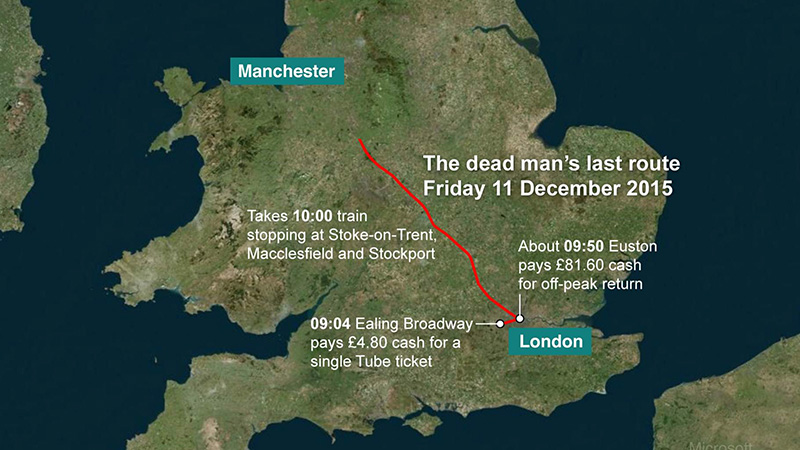 Manchester
The dead man's last route
Friday 11 December 2015
Takes 10:00 train
stopping at Stoke-on-Trent,
Macclesfield and Stockport
About 09:50 Euston
pays £81.60 cash
for off-peak return
09:04 Ealing Broadway
pays £4.80 cash for a
single Tube ticket
London
Microsoft